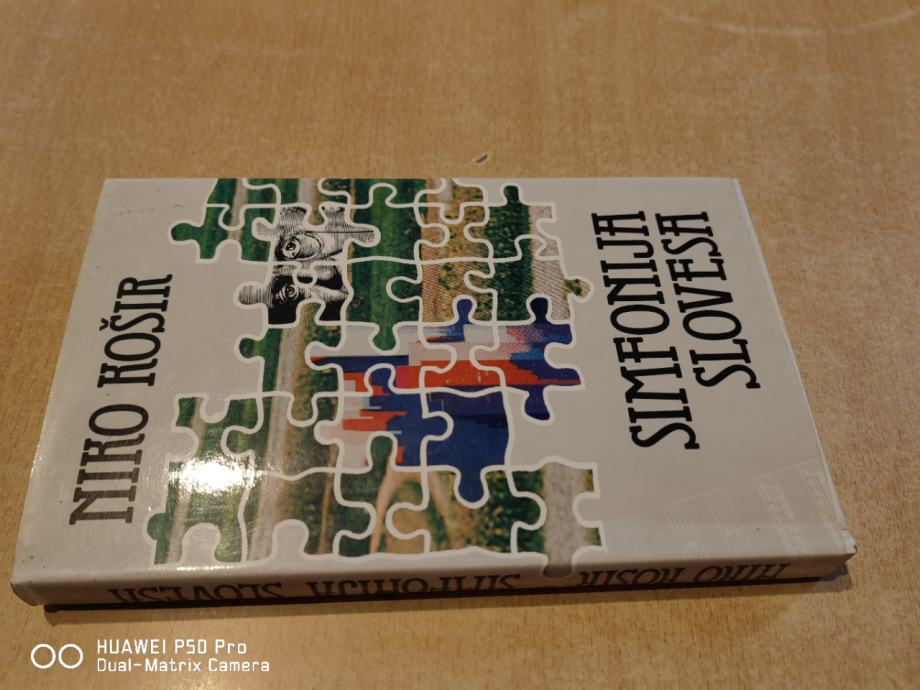 NIKO KOŠIR
SIMFONIJA
SLOVESA
NIKO KOŠIR SIMFONIJA SLOVESA
HUAWEI P50 Pro
Dual-Matrix Camera